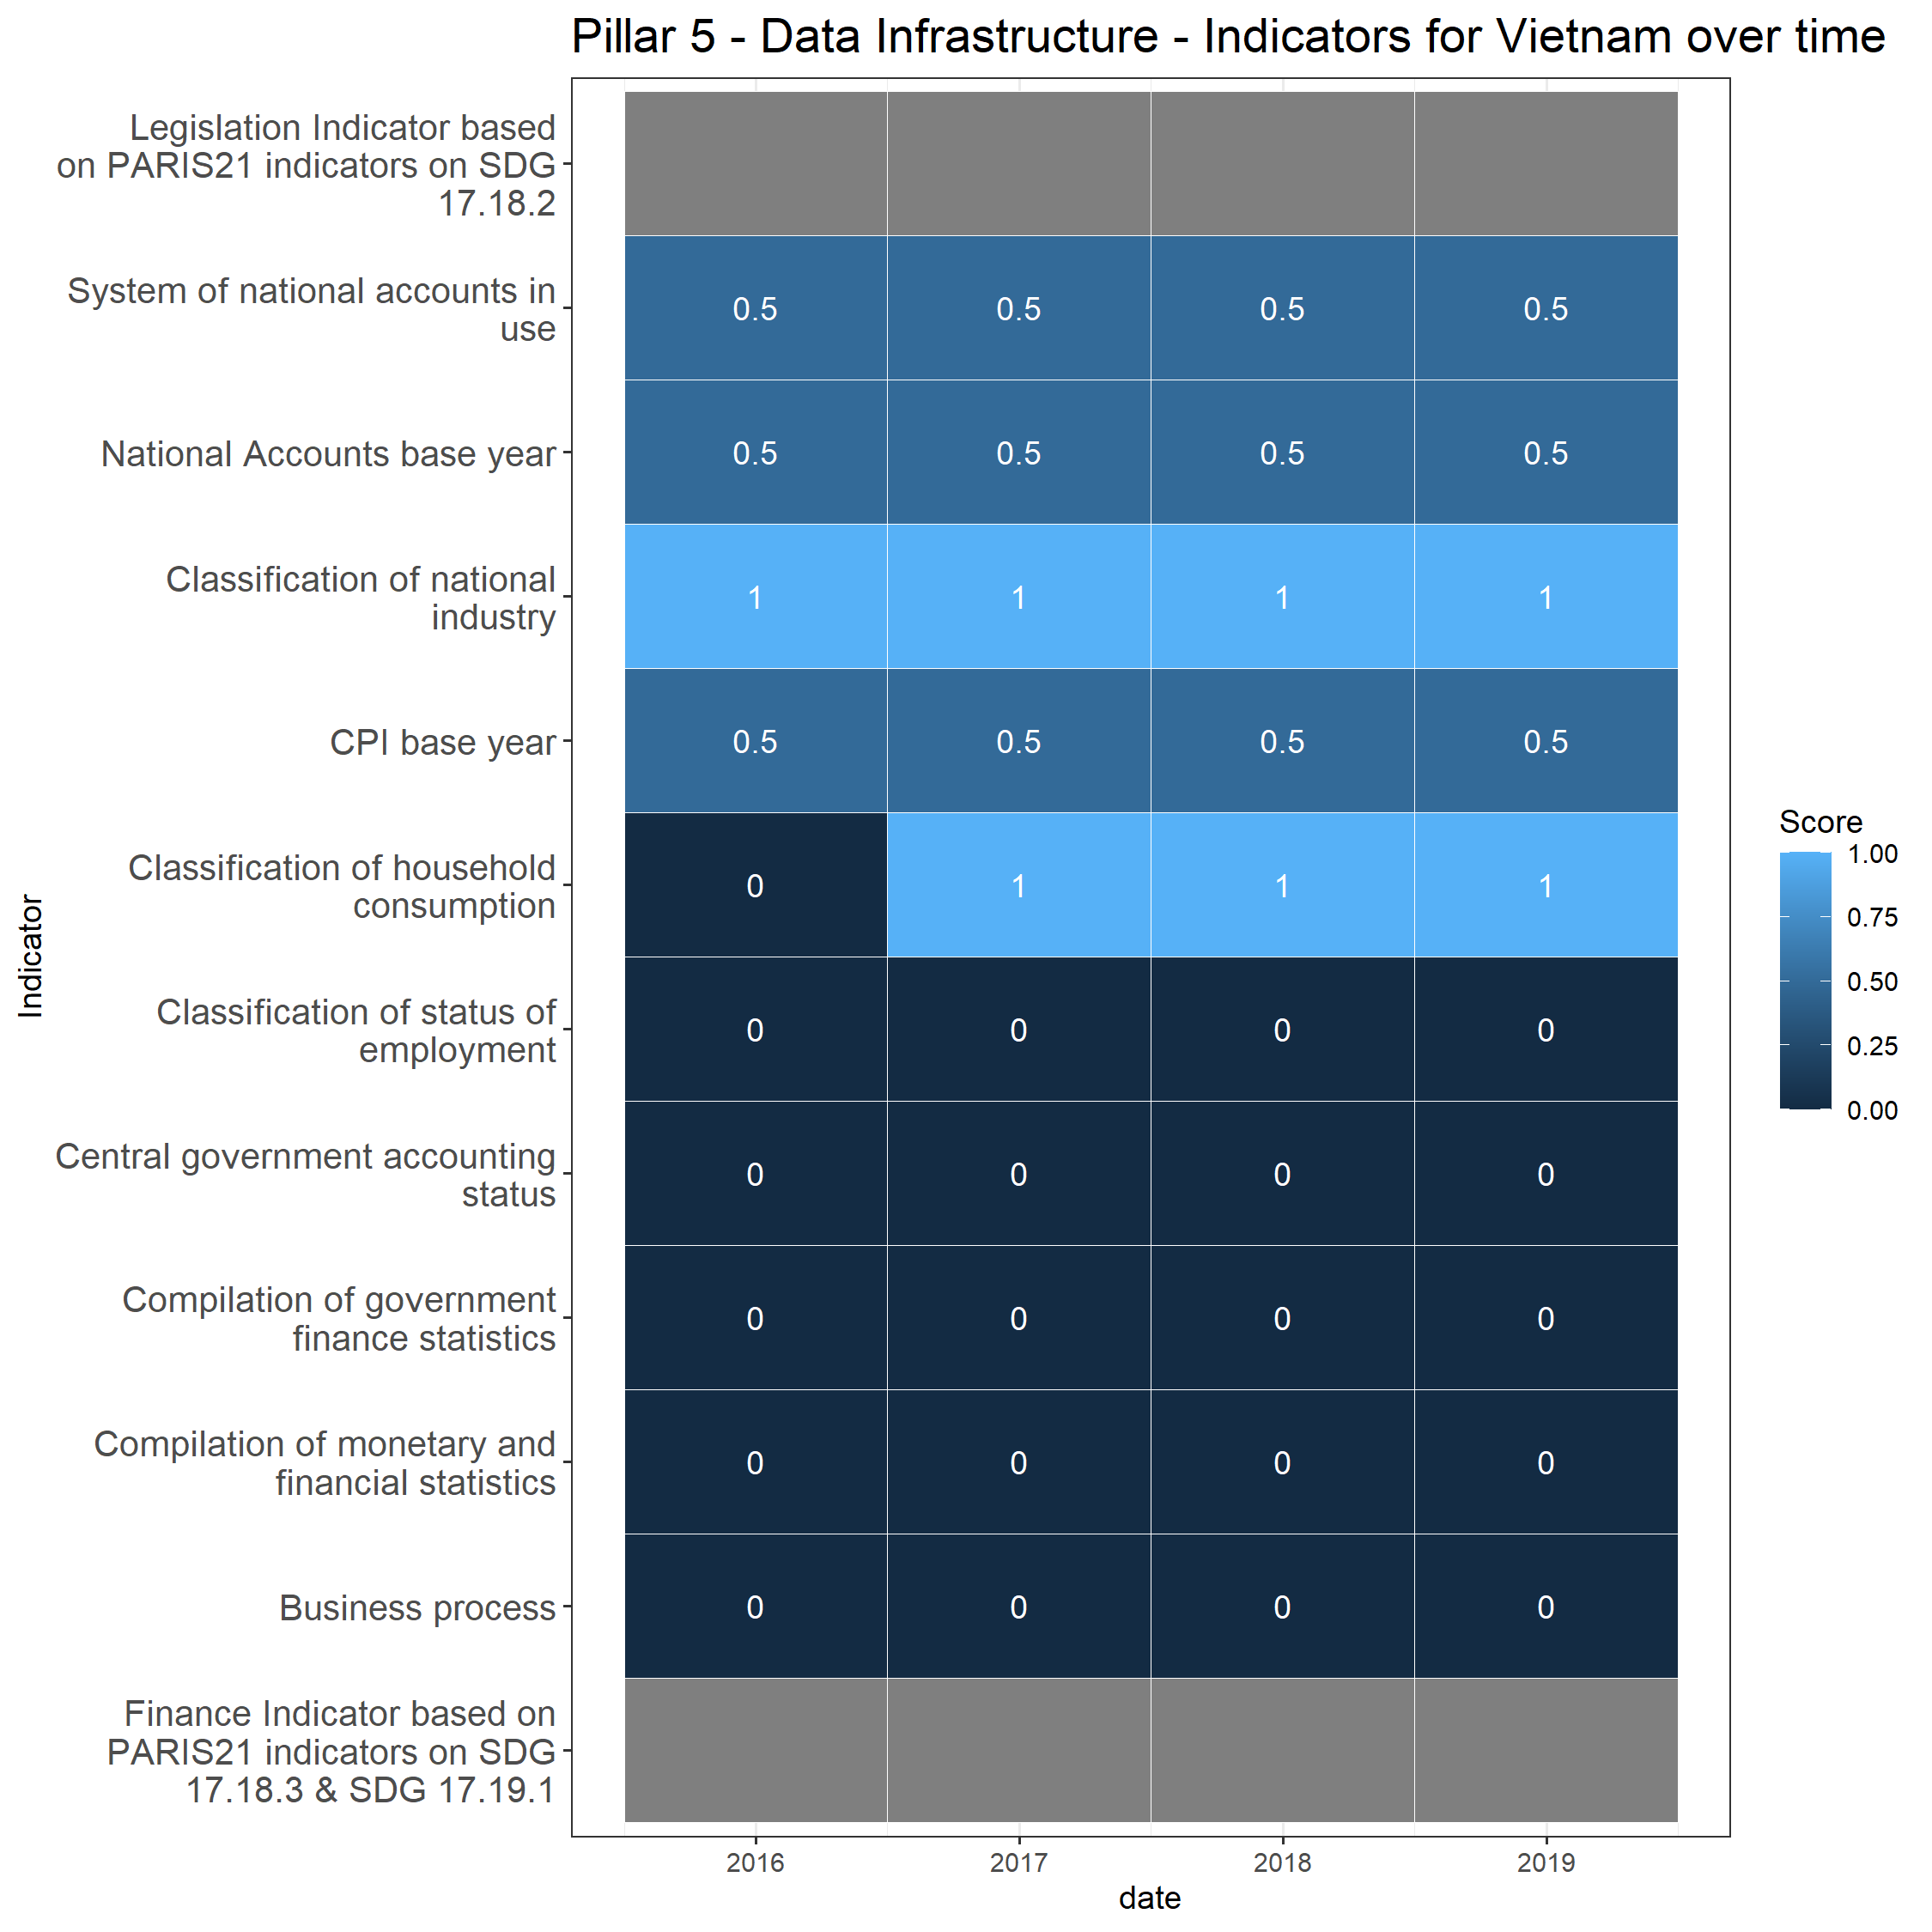 Pillar 5 - Data Infrastructure - Indicators for Vietnam over time
Indicator
Legislation Indicator based
on PARIS21 indicators on SDG
17.18.2
System of national accounts in
use
0.5 0.5 0.5 0.5
National Accounts base year
0.5 0.5 0.5 0.5
Classification of national
industry
1 1 1 1
CPI base year
0.5 0.5 0.5 0.5
Classification of household
consumption
0 1 1 1
Classification of status of
employment
0 0 0 0
Central government accounting
status
0 0 0 0
Compilation of government
finance statistics
0 0 0 0
Compilation of monetary and
financial statistics
0 0 0 0
Business process
0 0 0 0
Finance Indicator based on
PARIS21 indicators on SDG
17.18.3 & SDG 17.19.1
2016 2017 2018 2019
date
Score
1.00
0.75
0.50
0.25
0.00